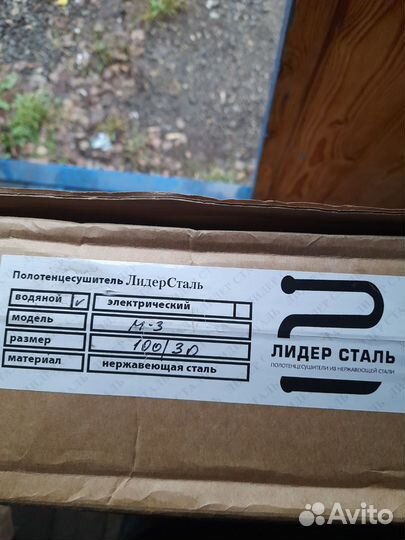 Полотенцесушитель ЛидерСталь
водяной v электрический
модель М-3
размер 100/30
материал нержавеющая сталь
ЛИДЕР СТАЛЬ
ПОЛОТЕНЦЕСУШИТЕЛИ ИЗ НЕРЖАВЕЮЩЕЙ СТАЛИ
Avito